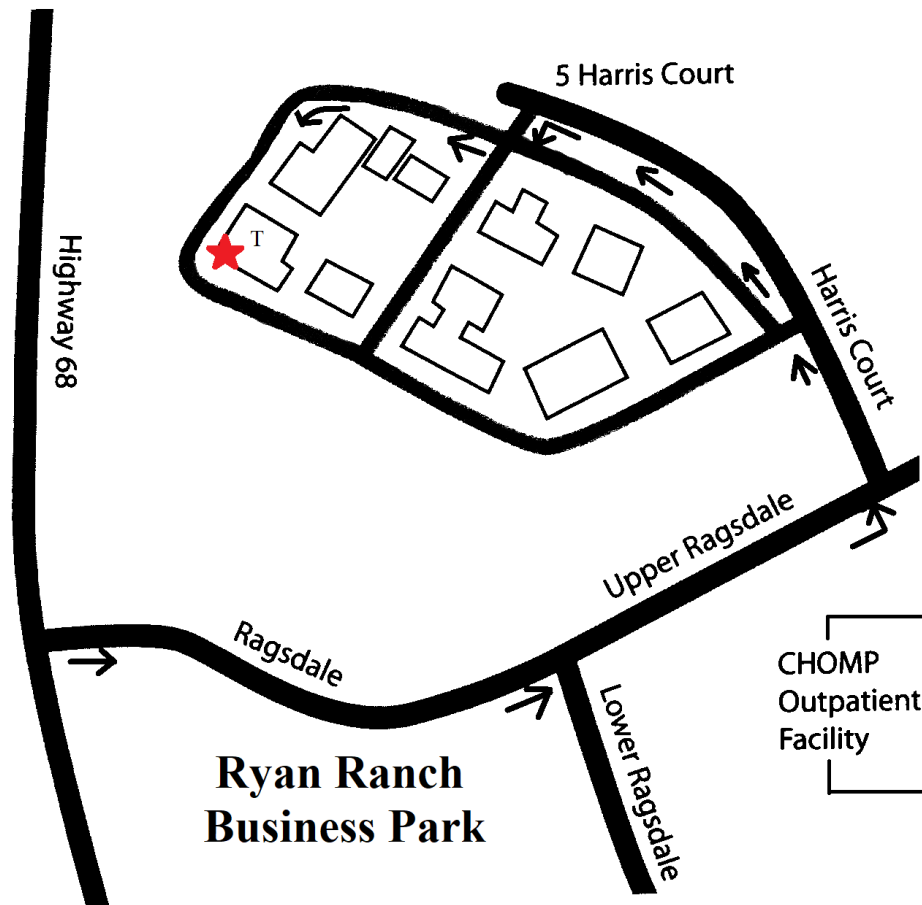 5 Harris Court
T
Highway 68
Harris Court
Upper Ragsdale
Ragsdale
CHOMP
Outpatient
Facility
Lower Ragsdale
Ryan Ranch
Business Park